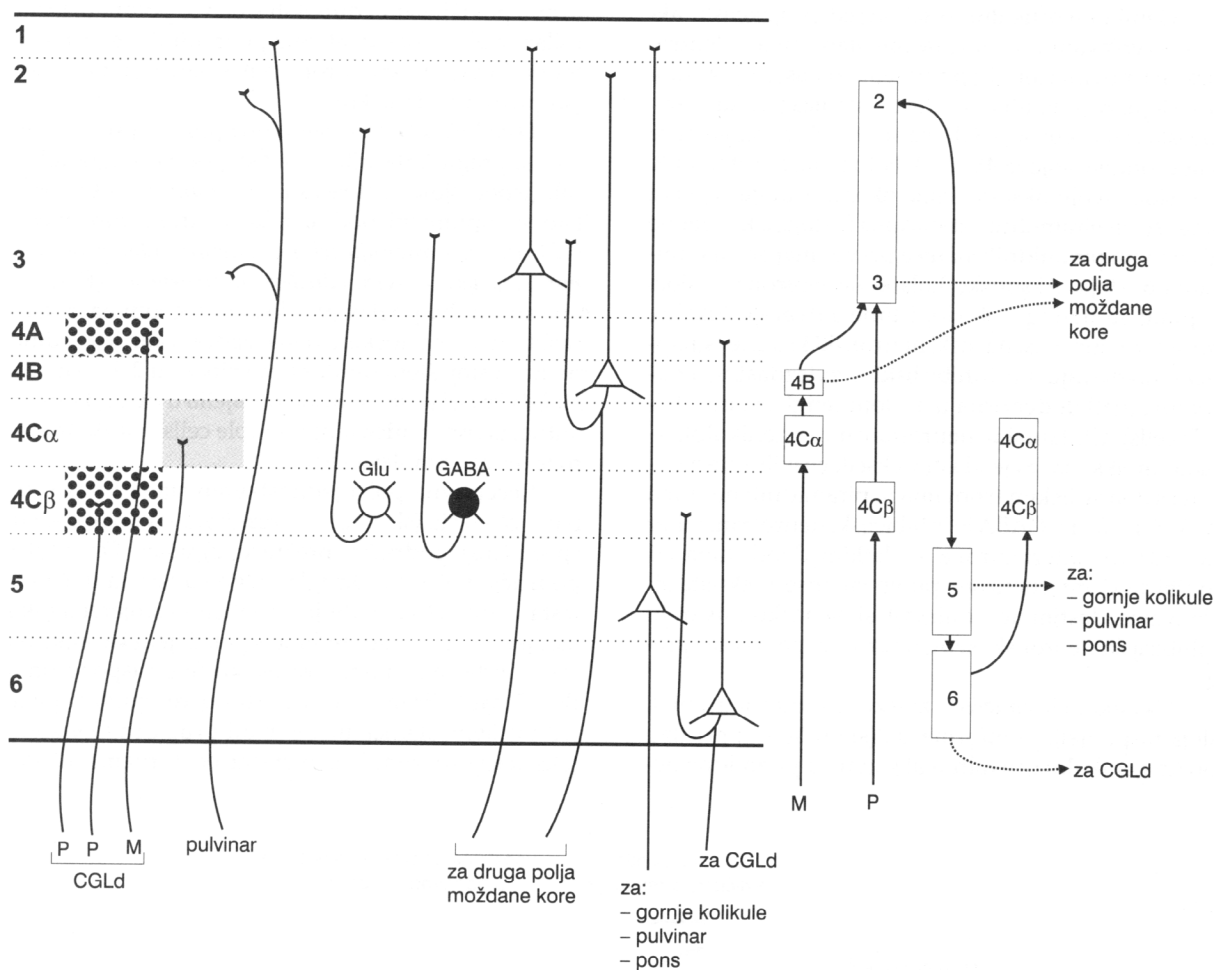 1
2
3
4A
4B
4Cα
4Cβ
5
6
Glu
GABA
P
P
M
CGLd
pulvinar
za druga polja
moždane kore
za:
– gornje kolikule
– pulvinar
– pons
za CGLd
2
3
4B
4Cα
4Cβ
M
P
4Cα
4Cβ
5
6
za druga
polja
moždane
kore
za:
– gornje kolikule
– pulvinar
– pons
za CGLd